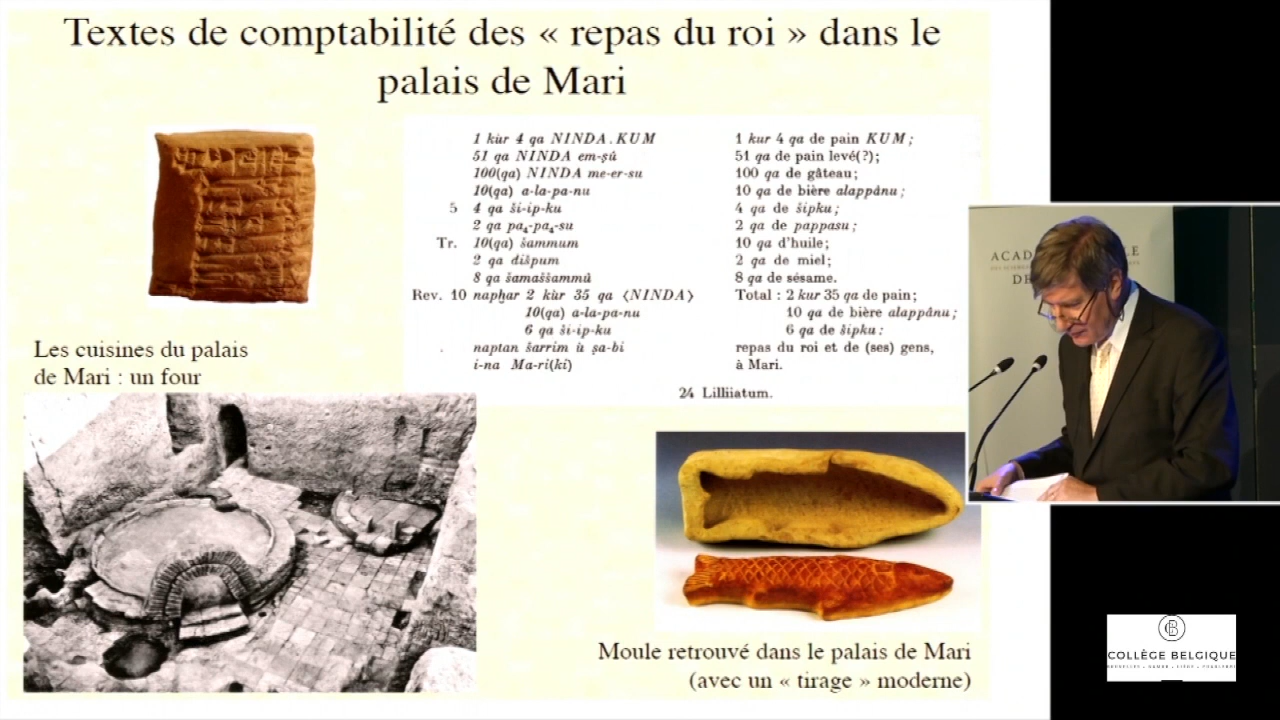 Textes de comptabilité des « repas du roi » dans le
palais de Mari
1 kùr 4 qa NINDA.KUM
51 qa NINDA em-ṣú
100(qa) NINDA me-er-su
10(qa) a-la-pa-nu
5 4 qa ši-ip-ku
2 qa pa₄-pa₄-su
Tr. 10(qa) šammum
2 qa dišpum
8 qa šamaššammû
Rev. 10 napḫar 2 kùr 35 qa 〈NINDA〉
10(qa) a-la-pa-nu
6 qa ši-ip-ku
naptan šarrim ù ṣa-bi
i-na Ma-ri(ki)
1 kur 4 qa de pain KUM;
51 qa de pain levé(?);
100 qa de gâteau;
10 qa de bière alappânu;
4 qa de šipku;
2 qa de pappasu;
10 qa d'huile;
2 qa de miel;
8 qa de sésame.
Total : 2 kur 35 qa de pain;
10 qa de bière alappânu;
6 qa de šipku:
repas du roi et de (ses) gens,
à Mari.
24 Lilliiatum.
Les cuisines du palais
de Mari : un four
Moule retrouvé dans le palais de Mari
(avec un « tirage » moderne)
ACAD LE
DE
COLLÈGE BELGIQUE